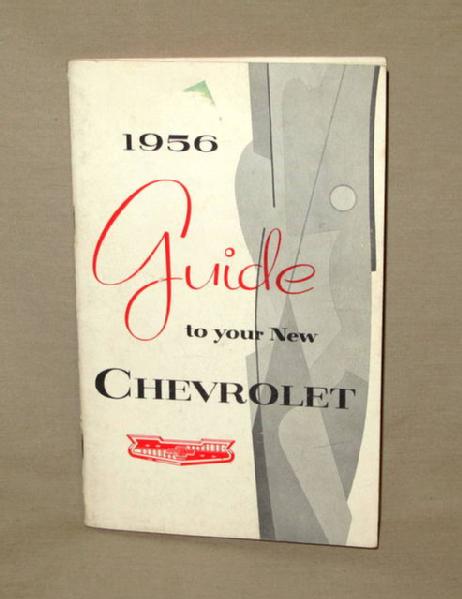 1956
Guide
to your New
CHEVROLET